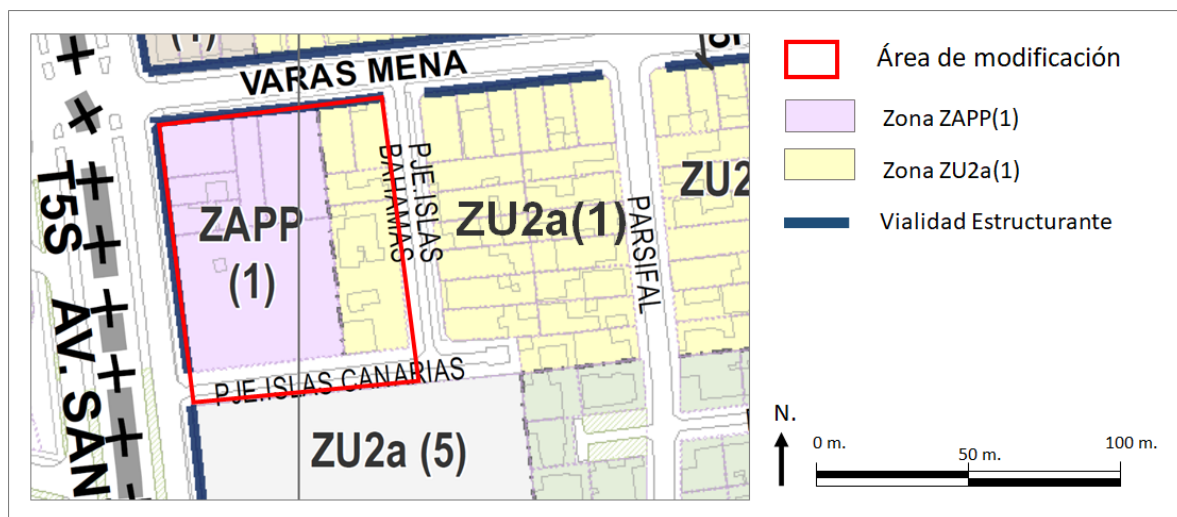 (1)
VARAS MENA
T5S AV. SAN
ZAPP
(1)
PJE.ISLAS
BAHAMAS
ZU2a(1)
PARSIFAL
ZU2
PJE.ISLAS CANARIAS
ZU2a (5)
Área de modificación
Zona ZAPP(1)
Zona ZU2a(1)
Vialidad Estructurante
N.
0 m.
50 m.
100 m.